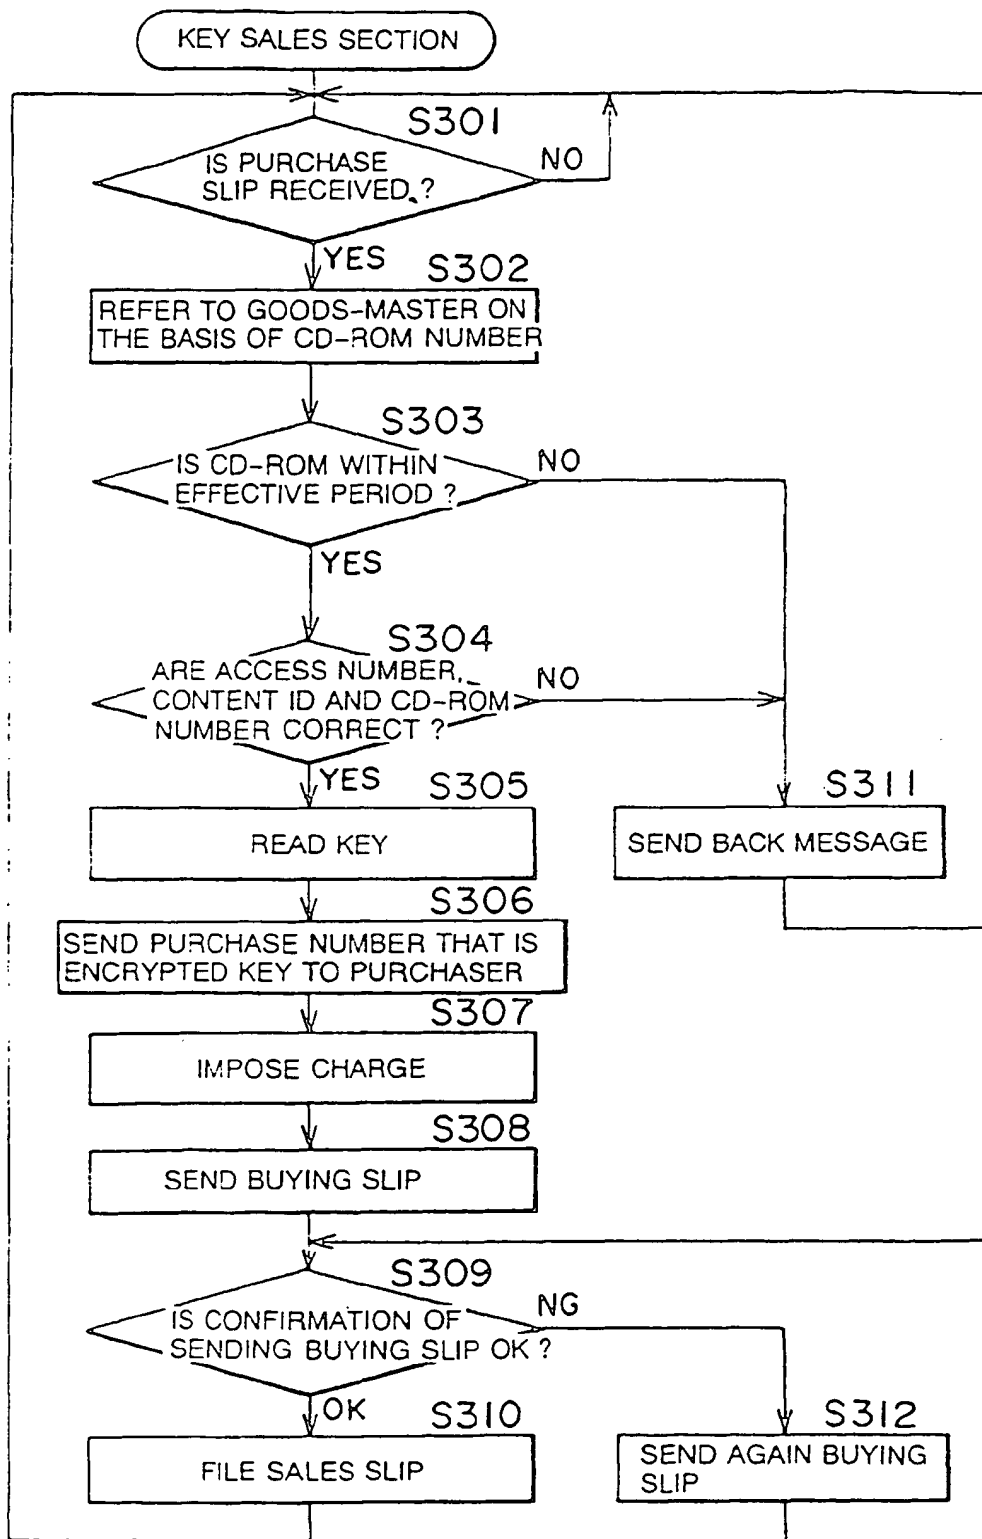 KEY SALES SECTION
S301
IS PURCHASE
SLIP RECEIVED ?
NO
YES
S302
REFER TO GOODS-MASTER ON
THE BASIS OF CD-ROM NUMBER
S303
IS CD-ROM WITHIN
EFFECTIVE PERIOD ?
NO
YES
S304
ARE ACCESS NUMBER,
CONTENT ID AND CD-ROM
NUMBER CORRECT ?
NO
YES
S305
READ KEY
S311
SEND BACK MESSAGE
S306
SEND PURCHASE NUMBER THAT IS
ENCRYPTED KEY TO PURCHASER
S307
IMPOSE CHARGE
S308
SEND BUYING SLIP
S309
IS CONFIRMATION OF
SENDING BUYING SLIP OK ?
NG
OK
S310
FILE SALES SLIP
S312
SEND AGAIN BUYING
SLIP